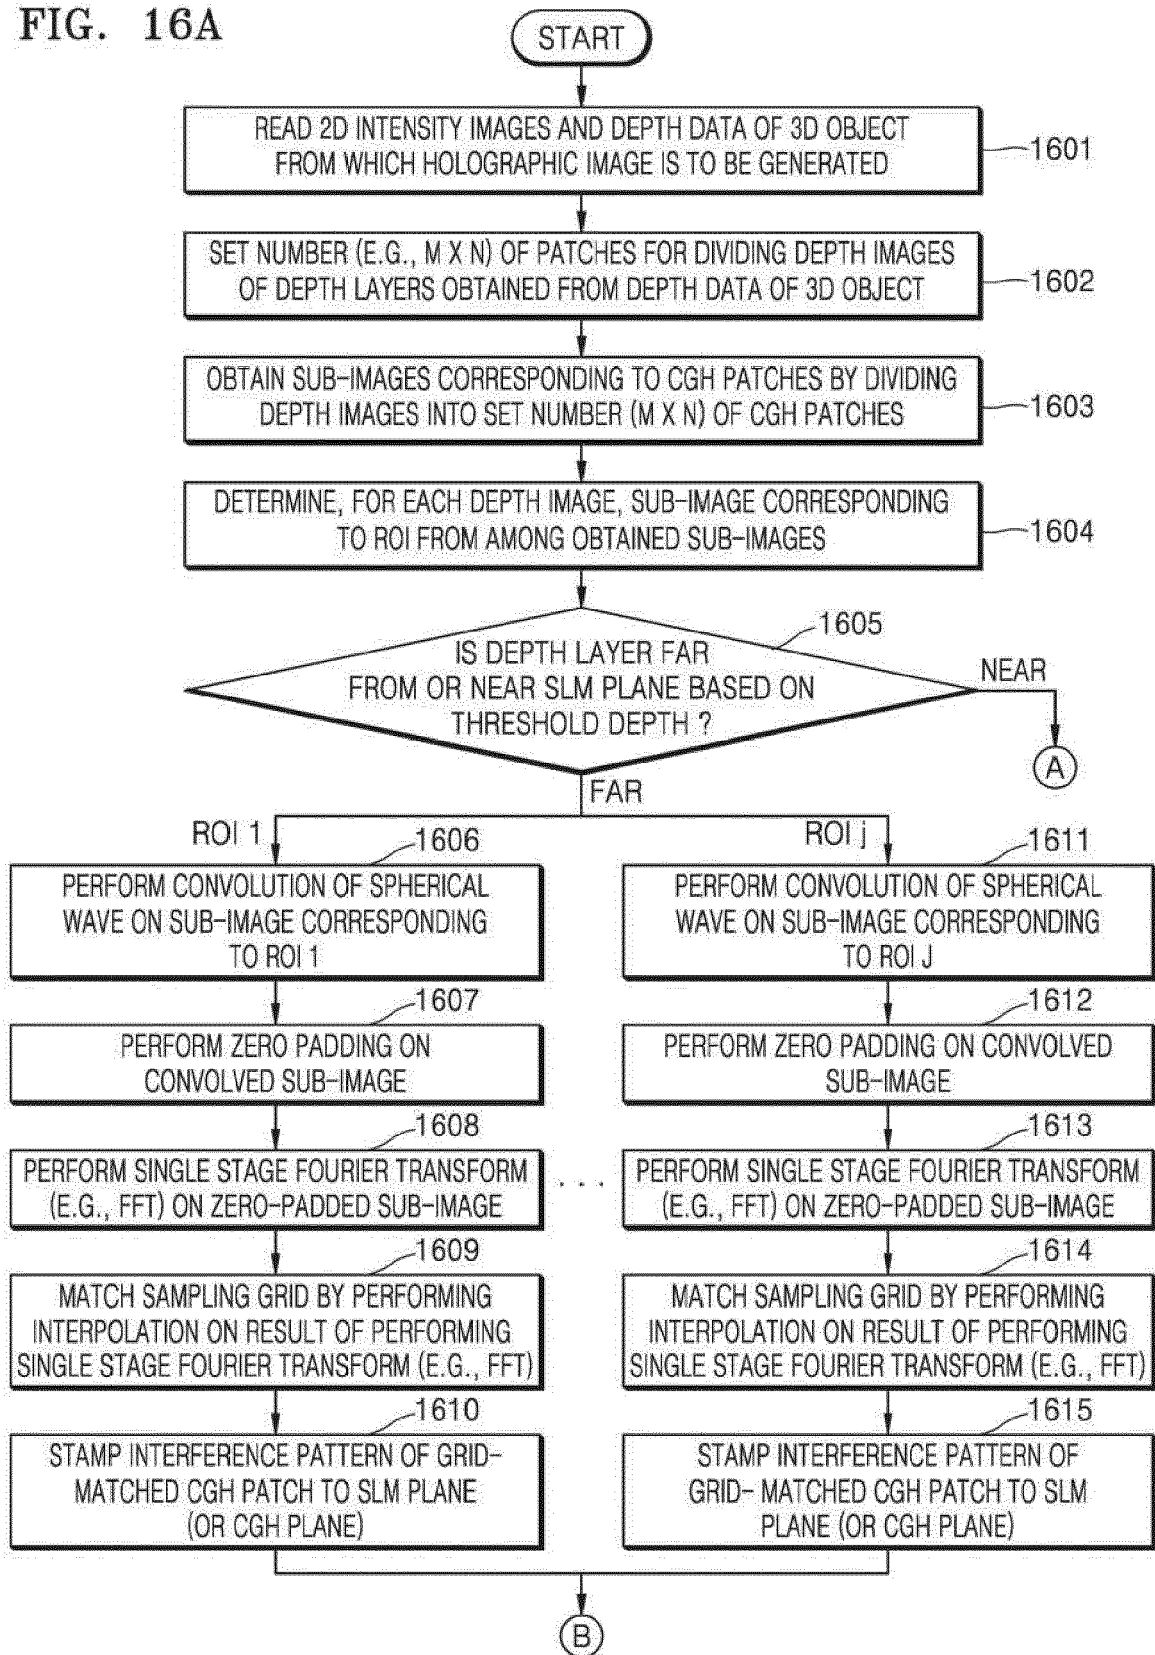 FIG. 16A
START
READ 2D INTENSITY IMAGES AND DEPTH DATA OF 3D OBJECT
FROM WHICH HOLOGRAPHIC IMAGE IS TO BE GENERATED
1601
SET NUMBER (E.G., M X N) OF PATCHES FOR DIVIDING DEPTH IMAGES
OF DEPTH LAYERS OBTAINED FROM DEPTH DATA OF 3D OBJECT
1602
OBTAIN SUB-IMAGES CORRESPONDING TO CGH PATCHES BY DIVIDING
DEPTH IMAGES INTO SET NUMBER (M X N) OF CGH PATCHES
1603
DETERMINE, FOR EACH DEPTH IMAGE, SUB-IMAGE CORRESPONDING
TO ROI FROM AMONG OBTAINED SUB-IMAGES
1604
1605
IS DEPTH LAYER FAR
FROM OR NEAR SLM PLANE BASED ON
THRESHOLD DEPTH ?
NEAR
A
FAR
ROI 1
1606
PERFORM CONVOLUTION OF SPHERICAL
WAVE ON SUB-IMAGE CORRESPONDING
TO ROI 1
1607
PERFORM ZERO PADDING ON
CONVOLVED SUB-IMAGE
1608
PERFORM SINGLE STAGE FOURIER TRANSFORM
(E.G., FFT) ON ZERO-PADDED SUB-IMAGE
1609
MATCH SAMPLING GRID BY PERFORMING
INTERPOLATION ON RESULT OF PERFORMING
SINGLE STAGE FOURIER TRANSFORM (E.G., FFT)
1610
STAMP INTERFERENCE PATTERN OF GRID-
MATCHED CGH PATCH TO SLM PLANE
(OR CGH PLANE)
. . .
ROI j
1611
PERFORM CONVOLUTION OF SPHERICAL
WAVE ON SUB-IMAGE CORRESPONDING
TO ROI J
1612
PERFORM ZERO PADDING ON CONVOLVED
SUB-IMAGE
1613
PERFORM SINGLE STAGE FOURIER TRANSFORM
(E.G., FFT) ON ZERO-PADDED SUB-IMAGE
1614
MATCH SAMPLING GRID BY PERFORMING
INTERPOLATION ON RESULT OF PERFORMING
SINGLE STAGE FOURIER TRANSFORM (E.G., FFT)
1615
STAMP INTERFERENCE PATTERN OF
GRID- MATCHED CGH PATCH TO SLM
PLANE (OR CGH PLANE)
B